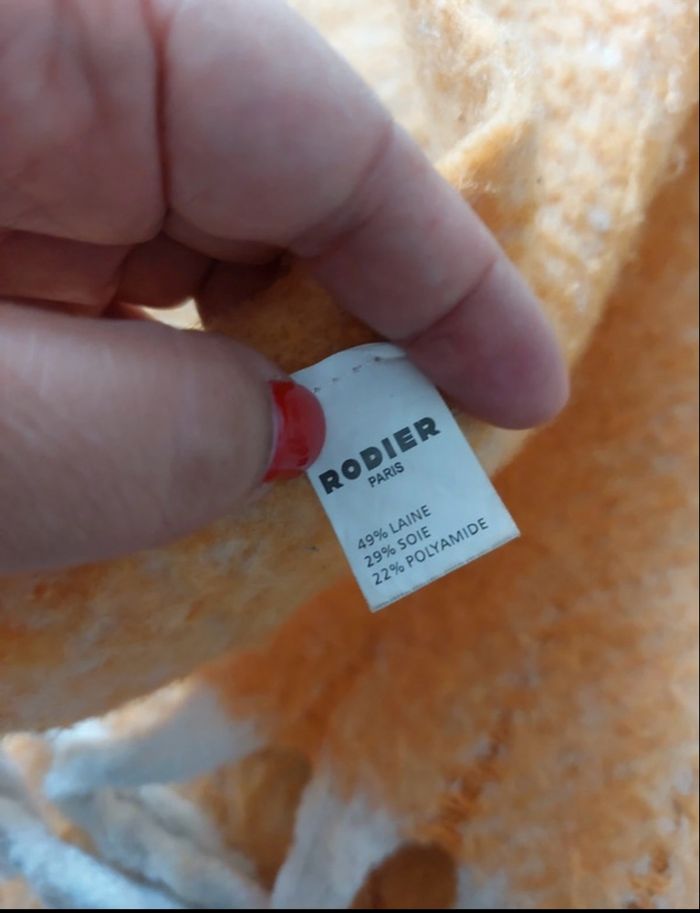 RODIER
PARIS
49% LAINE
29% SOIE
22% POLYAMIDE